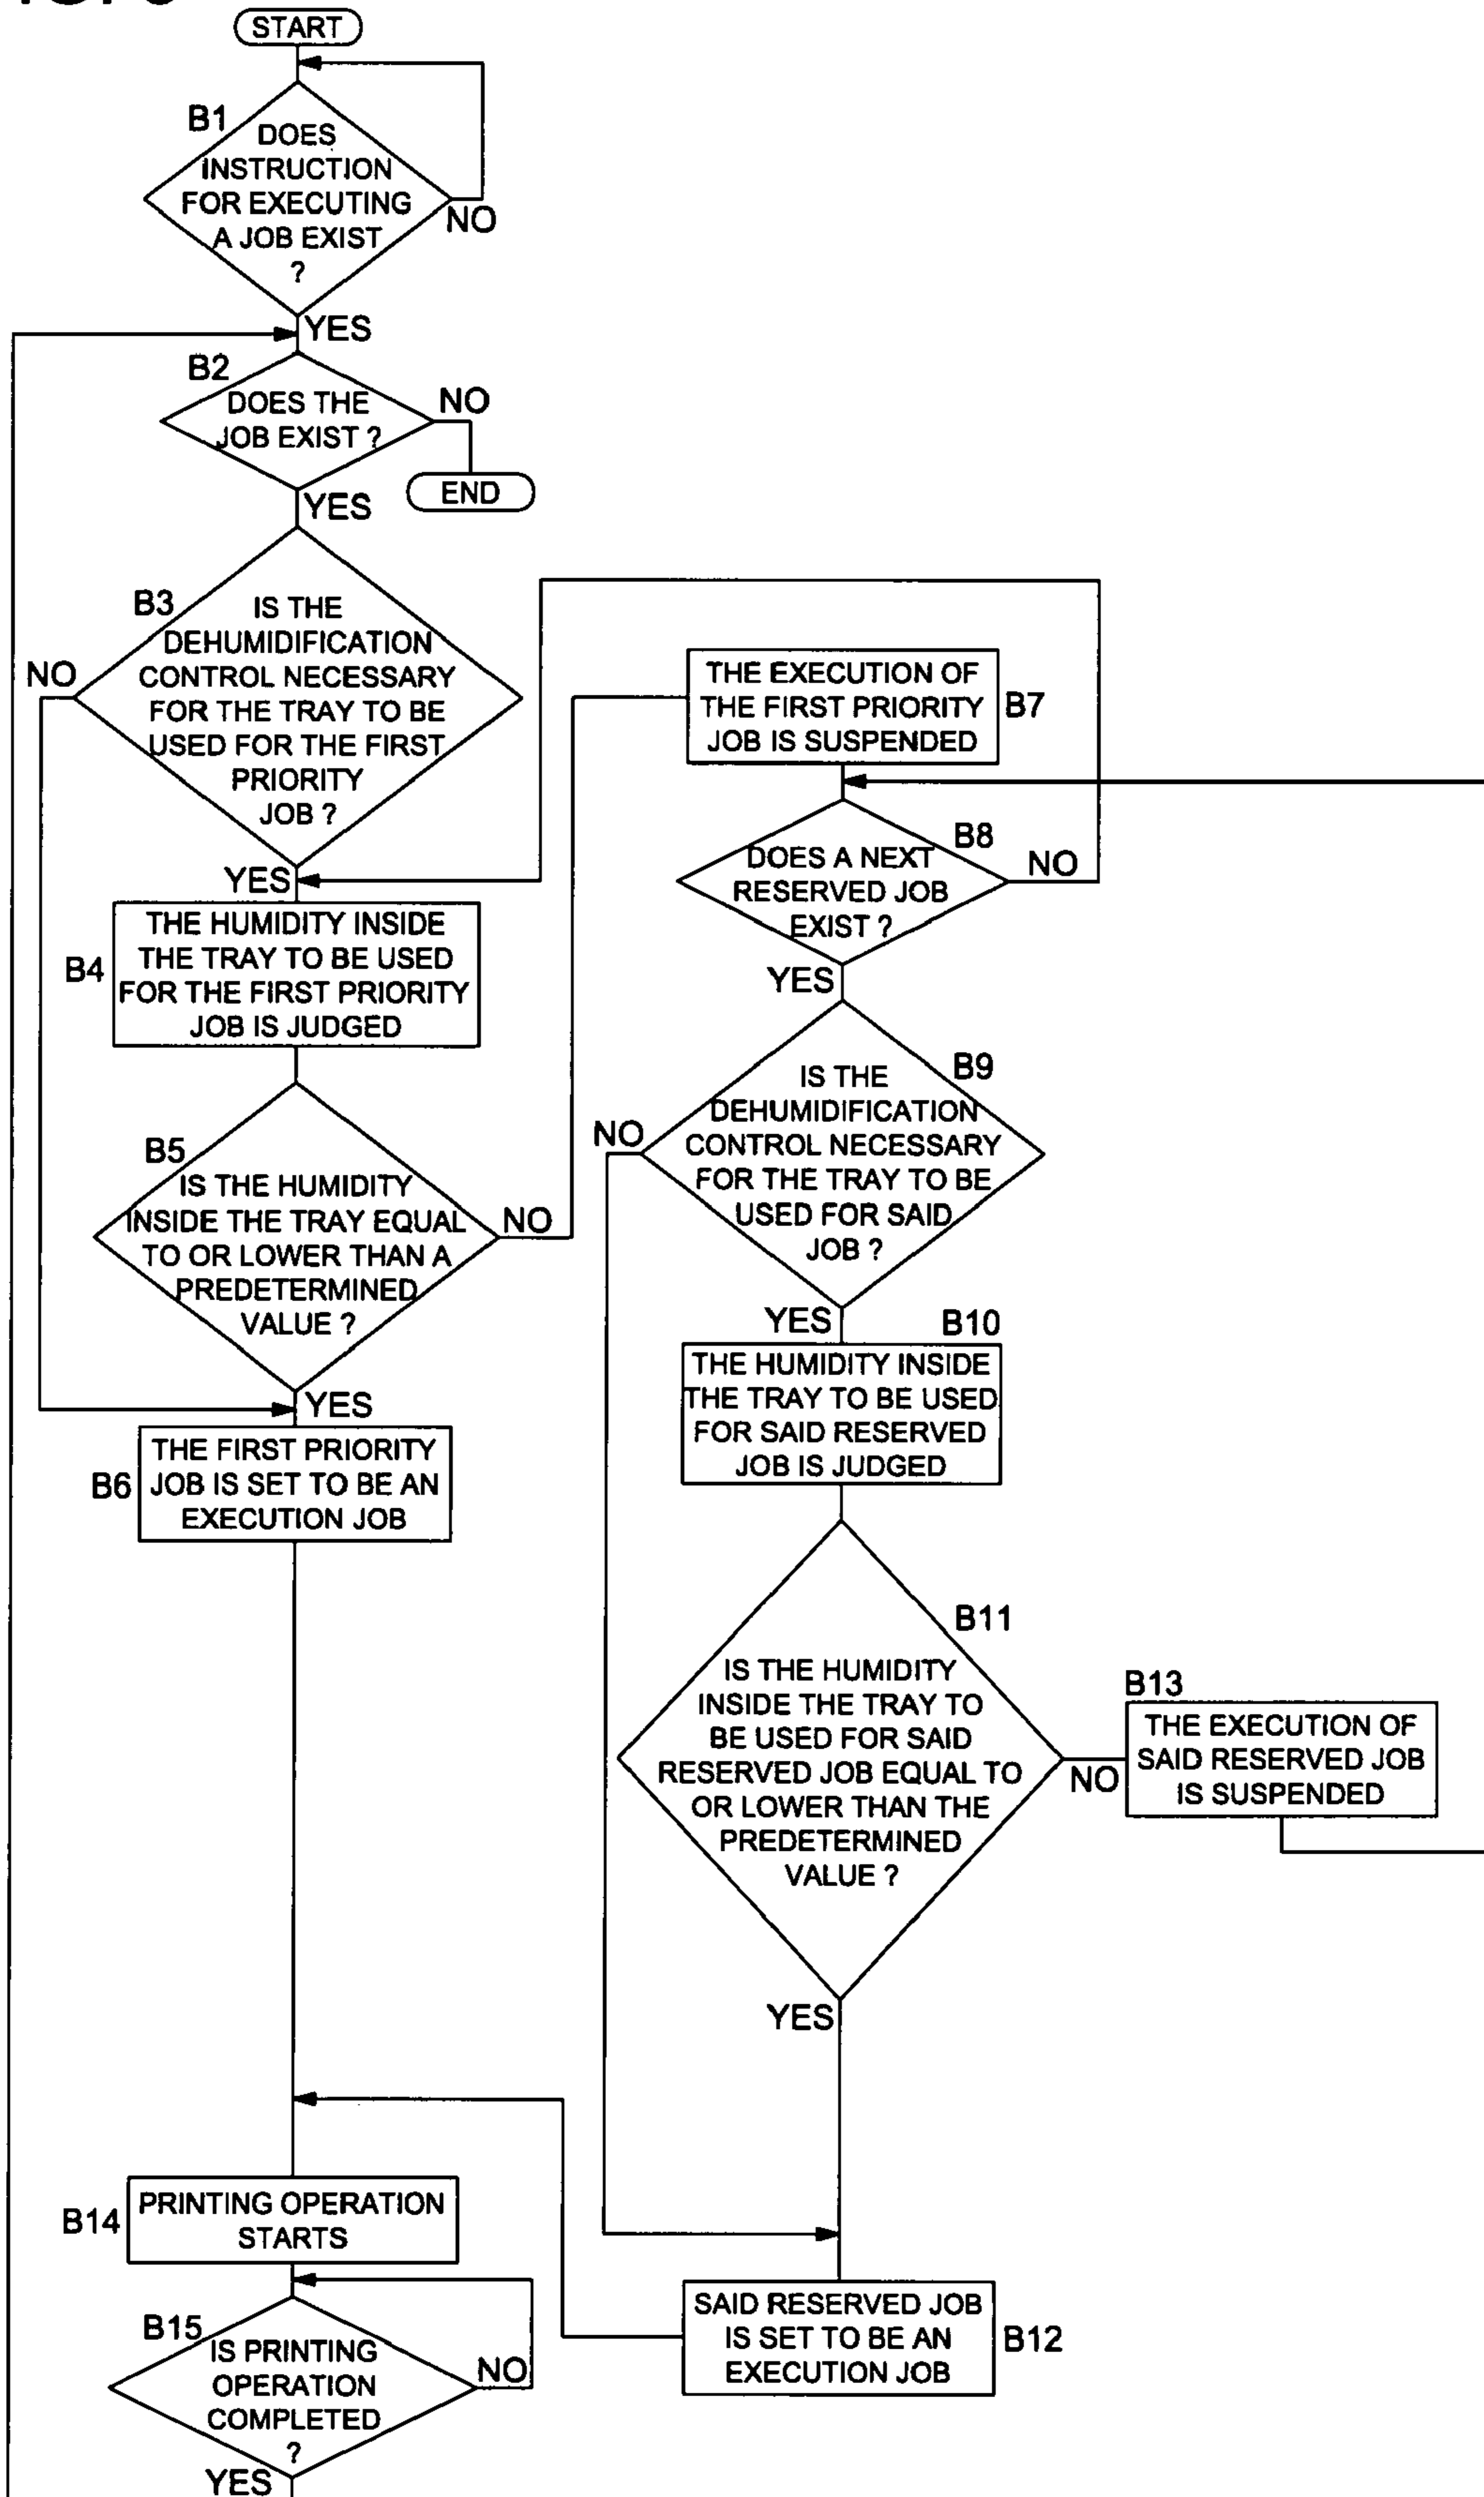 START
B1
DOES
INSTRUCTION
FOR EXECUTING
A JOB EXIST
?
NO
YES
B2
DOES THE
JOB EXIST ?
NO
END
YES
B3
IS THE
DEHUMIDIFICATION
CONTROL NECESSARY
FOR THE TRAY TO BE
USED FOR THE FIRST
PRIORITY
JOB ?
NO
YES
B4
THE HUMIDITY INSIDE
THE TRAY TO BE USED
FOR THE FIRST PRIORITY
JOB IS JUDGED
B5
IS THE HUMIDITY
INSIDE THE TRAY EQUAL
TO OR LOWER THAN A
PREDETERMINED
VALUE ?
NO
YES
B6
THE FIRST PRIORITY
JOB IS SET TO BE AN
EXECUTION JOB
THE EXECUTION OF
THE FIRST PRIORITY
JOB IS SUSPENDED
B7
B8
DOES A NEXT
RESERVED JOB
EXIST ?
NO
YES
B9
IS THE
DEHUMIDIFICATION
CONTROL NECESSARY
FOR THE TRAY TO BE
USED FOR SAID
JOB ?
NO
YES
B10
THE HUMIDITY INSIDE
THE TRAY TO BE USED
FOR SAID RESERVED
JOB IS JUDGED
B11
IS THE HUMIDITY
INSIDE THE TRAY TO
BE USED FOR SAID
RESERVED JOB EQUAL TO
OR LOWER THAN THE
PREDETERMINED
VALUE ?
NO
YES
B13
THE EXECUTION OF
SAID RESERVED JOB
IS SUSPENDED
SAID RESERVED JOB
IS SET TO BE AN
EXECUTION JOB
B12
B14
PRINTING OPERATION
STARTS
B15
IS PRINTING
OPERATION
COMPLETED
?
NO
YES